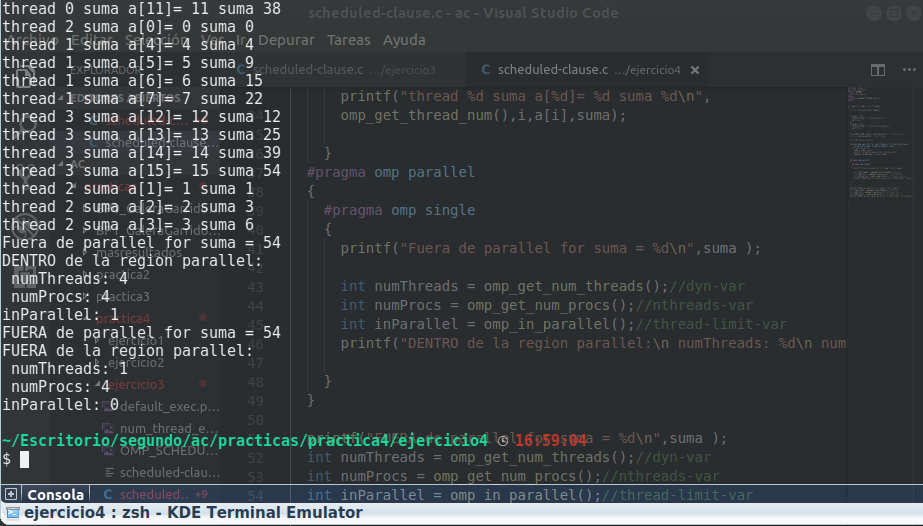 thread 0 suma a[11]= 11 suma 38
thread 2 suma a[0]= 0 suma 0
thread 1 suma a[4]= 4 suma 4
thread 1 suma a[5]= 5 suma 9
thread 1 suma a[6]= 6 suma 15
thread 1 suma a[7]= 7 suma 22
thread 3 suma a[12]= 12 suma 12
thread 3 suma a[13]= 13 suma 25
thread 3 suma a[14]= 14 suma 39
thread 3 suma a[15]= 15 suma 54
thread 2 suma a[1]= 1 suma 1
thread 2 suma a[2]= 2 suma 3
thread 2 suma a[3]= 3 suma 6
Fuera de parallel for suma = 54
DENTRO de la region parallel:
numThreads: 4
numProcs: 4
inParallel: 1
FUERA de parallel for suma = 54
FUERA de la region parallel:
numThreads: 1
numProcs: 4
inParallel: 0
~/Escritorio/segundo/ac/practicas/practica4/ejercicio4 16:59:04
$
Consola
ejercicio4 : zsh - KDE Terminal Emulator
scheduled-clause.c - ac - Visual Studio Code
Archivo Editar Selección Ver Ir Depurar Tareas Ayuda
EXPLORADOR
AC
masresultados
practica2
practica3
practica4
ejercicio1
ejercicio2
ejercicio3
default_exec.p...
num_thread_e...
OMP_SCHEDU...
scheduled-clau...
scheduled... +9
scheduled-clause.c .../ejercicio3
scheduled-clause.c .../ejercicio4
printf("thread %d suma a[%d]= %d suma %d\n",
omp_get_thread_num(),i,a[i],suma);
}
#pragma omp parallel
{
#pragma omp single
{
printf("Fuera de parallel for suma = %d\n",suma );
int numThreads = omp_get_num_threads();//dyn-var
43 int numProcs = omp_get_num_procs();//nthreads-var
45 int inParallel = omp_in_parallel();//thread-limit-var
46 printf("DENTRO de la region parallel:\n numThreads: %d\n num
48 }
49 }
50
printf("FUERA de parallel for suma = %d\n",suma );
52 int numThreads = omp_get_num_threads();//dyn-var
53 int numProcs = omp_get_num_procs();//nthreads-var
54 int inParallel = omp_in_parallel();//thread-limit-var